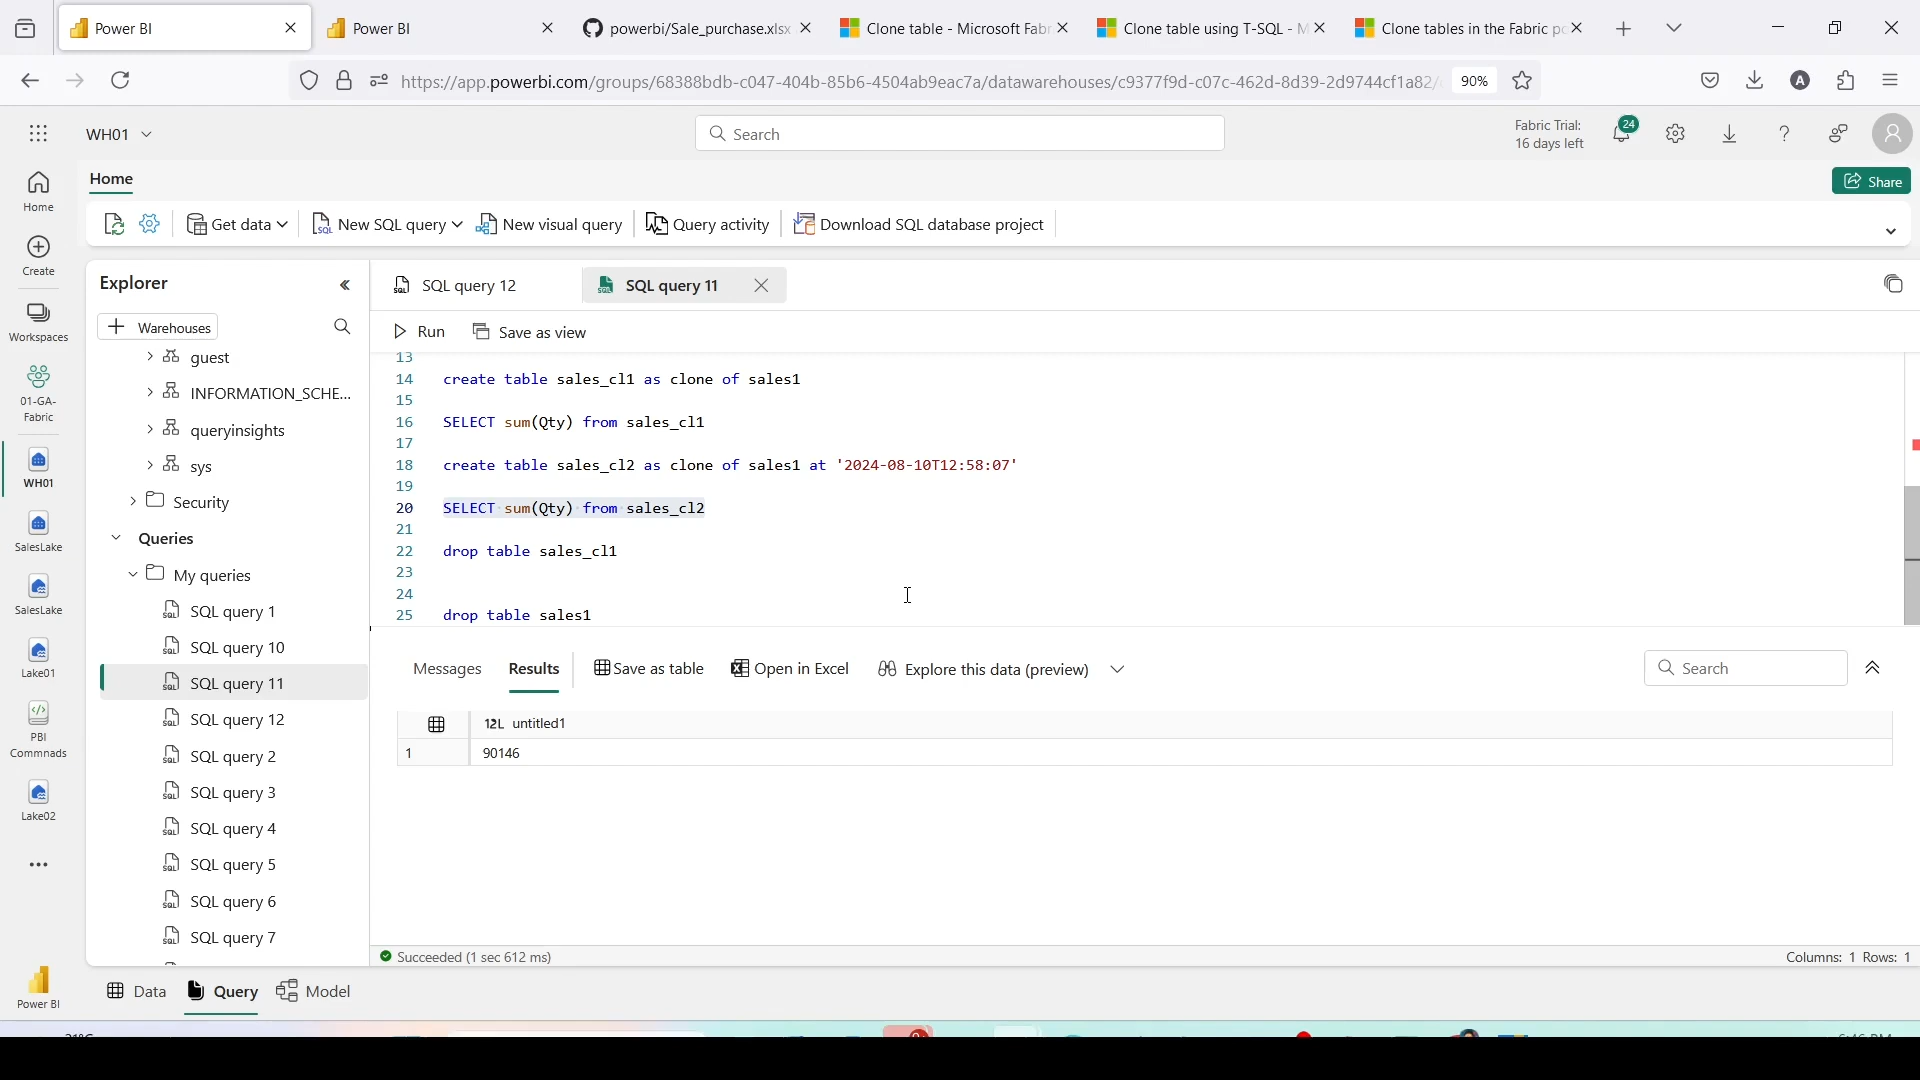 Power BI
Power BI
powerbi/Sale_purchase.xlsx
Clone table - Microsoft Fabr
Clone table using T-SQL - M
Clone tables in the Fabric po
https://app.powerbi.com/groups/68388bdb-c047-404b-85b6-4504ab9eac7a/datawarehouses/c9377f9d-c07c-462d-8d39-2d9744cf1a82/
90%
A
WH01
Search
Fabric Trial:
16 days left
24
?
Home
Share
Get data
New SQL query
New visual query
Query activity
Download SQL database project
Home
Create
Workspaces
01-GA-
Fabric
WH01
SalesLake
SalesLake
Lake01
PBI
Commnads
Lake02
Power BI
Explorer
Warehouses
guest
INFORMATION_SCHE...
queryinsights
sys
Security
Queries
My queries
SQL query 1
SQL query 10
SQL query 11
SQL query 12
SQL query 2
SQL query 3
SQL query 4
SQL query 5
SQL query 6
SQL query 7
SQL query 12
SQL query 11
Run
Save as view
13
14 create table sales_cl1 as clone of sales1
15
16 SELECT sum(Qty) from sales_cl1
17
18 create table sales_cl2 as clone of sales1 at '2024-08-10T12:58:07'
19
20 SELECT sum(Qty) from sales_cl2
21
22 drop table sales_cl1
23
24
25 drop table sales1
Messages
Results
Save as table
Open in Excel
Explore this data (preview)
Search
12L untitled1
1 90146
Succeeded (1 sec 612 ms)
Columns: 1 Rows: 1
Data
Query
Model